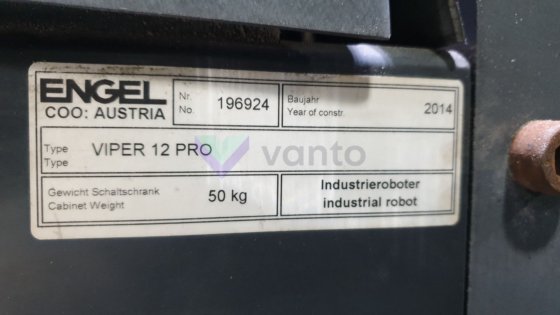 ENGEL
COO: AUSTRIA
Nr.
No.
196924
Baujahr
Year of constr.
2014
Type
Type
VIPER 12 PRO
vanto
Gewicht Schaltschrank
Cabinet Weight
50 kg
Industrieroboter
industrial robot